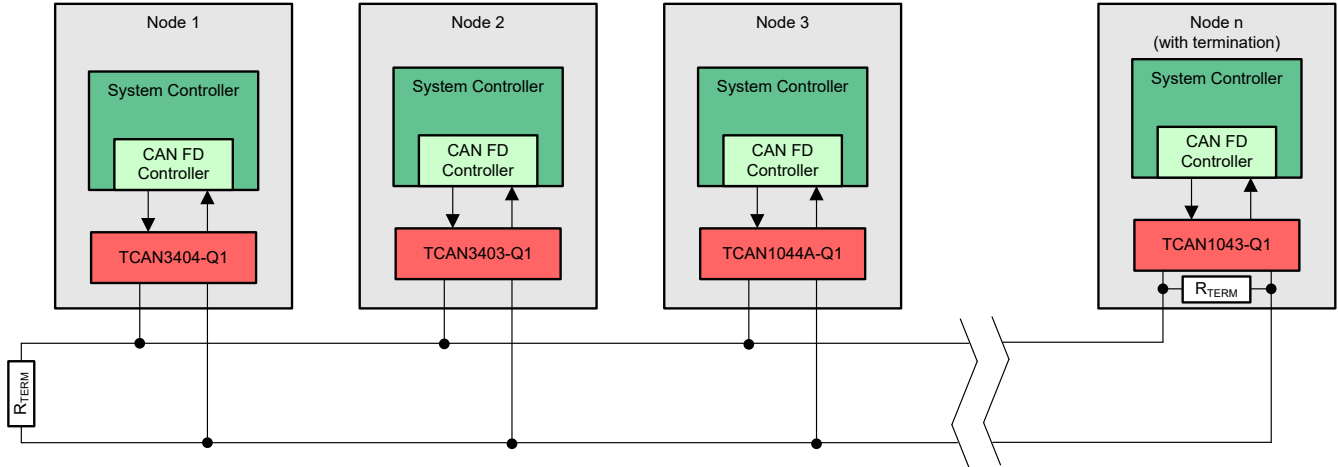 Node 1
System Controller
CAN FD
Controller
TCAN3404-Q1
Node 2
System Controller
CAN FD
Controller
TCAN3403-Q1
Node 3
System Controller
CAN FD
Controller
TCAN1044A-Q1
Node n
(with termination)
System Controller
CAN FD
Controller
TCAN1043-Q1
RTERM
RTERM